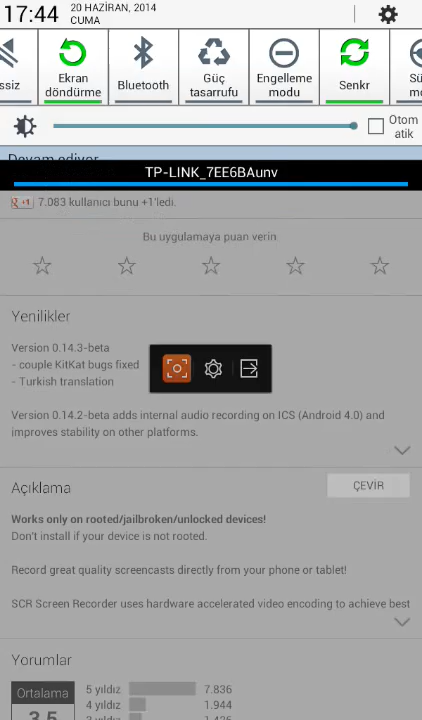 17:44
20 HAZİRAN, 2014
CUMA
Ekran
döndürme
Bluetooth
Güç
tasarrufu
Engelleme
modu
Senkr
Otom
atik
Devam ediyor
TP-LINK_7EE6BAunv
+1 7.083 kullanıcı bunu +1'ledi.
Bu uygulamaya puan verin
Yenilikler
Version 0.14.3-beta
- couple KitKat bugs fixed
- Turkish translation
Version 0.14.2-beta adds internal audio recording on ICS (Android 4.0) and
improves stability on other platforms.
Açıklama
ÇEVİR
Works only on rooted/jailbroken/unlocked devices!
Don't install if your device is not rooted.
Record great quality screencasts directly from your phone or tablet!
SCR Screen Recorder uses hardware accelerated video encoding to achieve best
Yorumlar
Ortalama
3,5
5 yıldız 7.836
4 yıldız 1.944